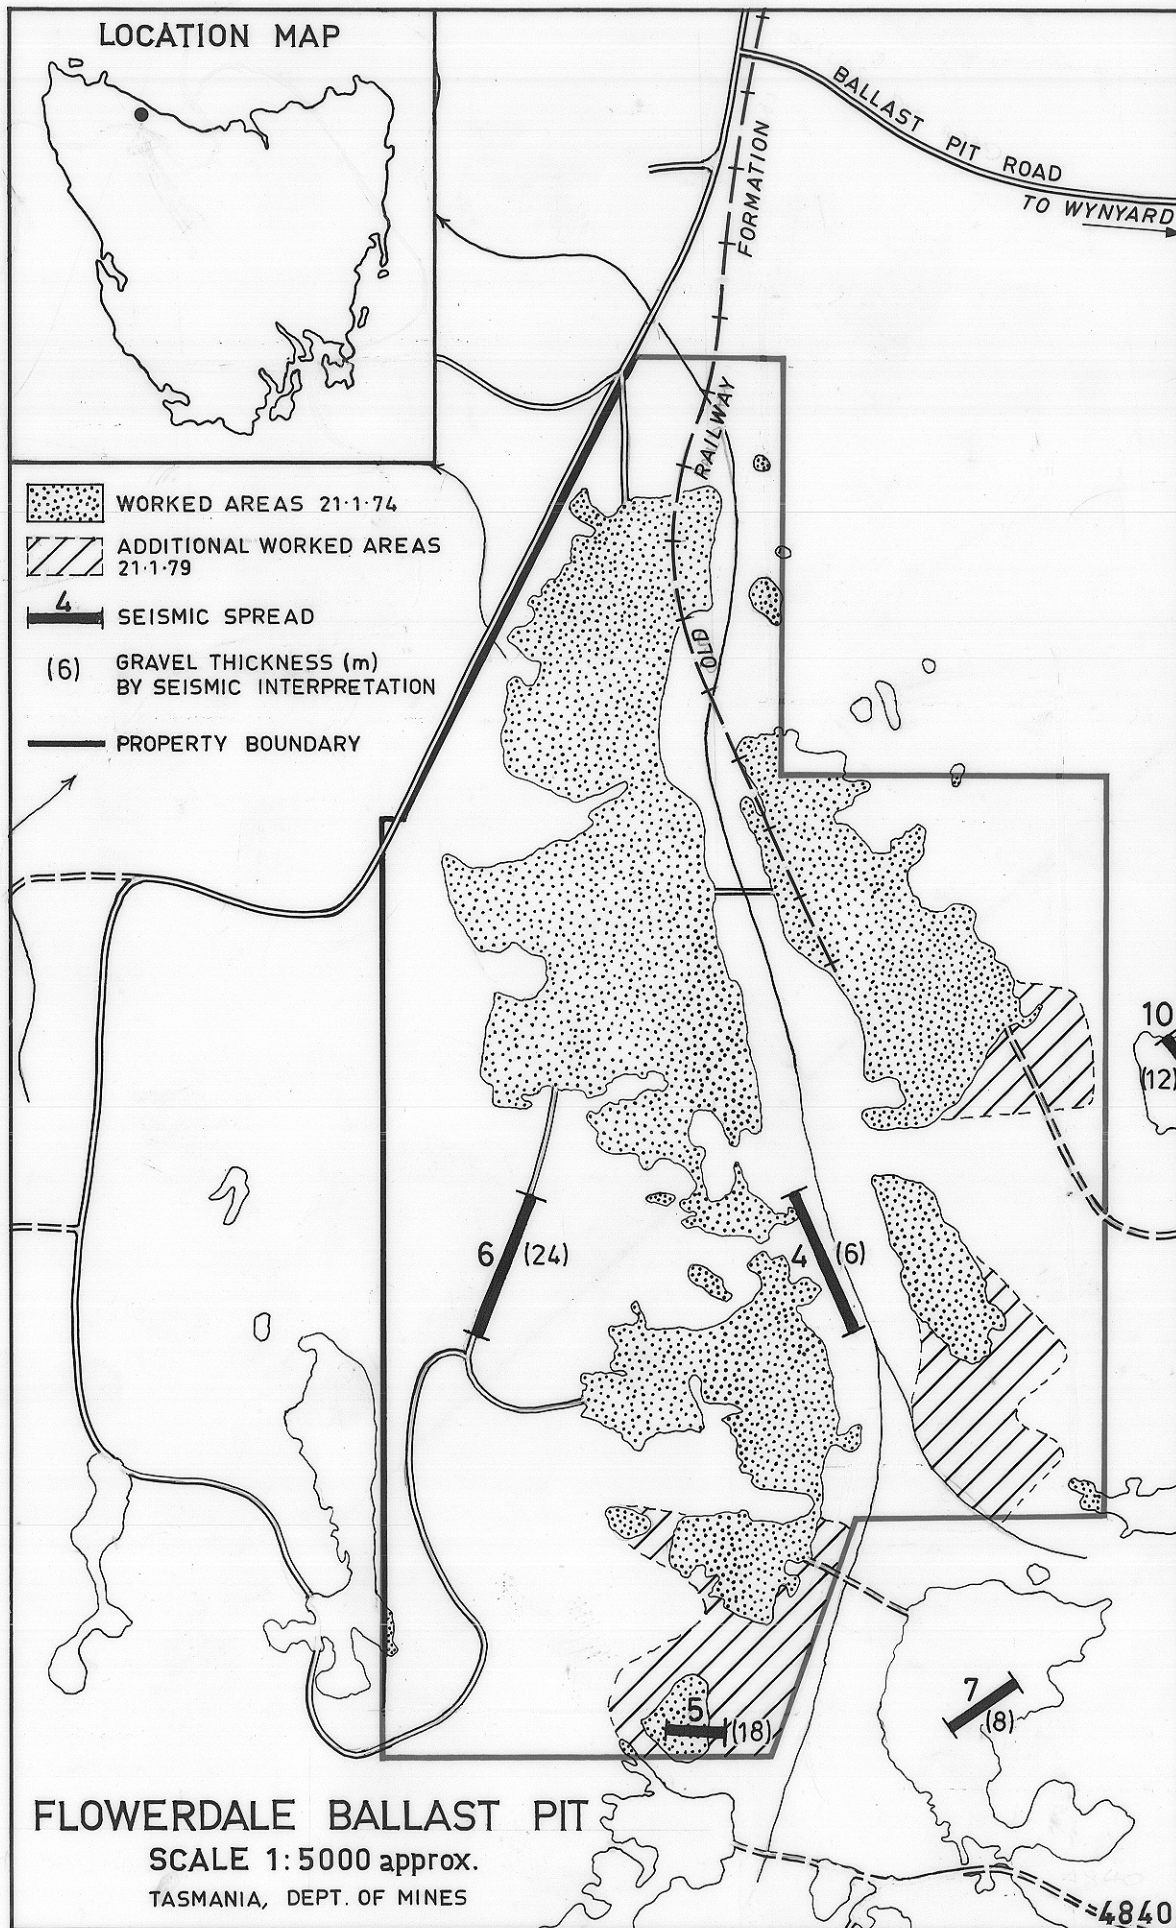 LOCATION MAP
BALLAST PIT ROAD
TO WYNYARD
FORMATION
RAILWAY
OLD
WORKED AREAS 21·1·74
ADDITIONAL WORKED AREAS
21·1·79
4
SEISMIC SPREAD
(6)
GRAVEL THICKNESS (m)
BY SEISMIC INTERPRETATION
PROPERTY BOUNDARY
10
(12)
6 (24)
4 (6)
7
(8)
5
(18)
FLOWERDALE BALLAST PIT
SCALE 1:5000 approx.
TASMANIA, DEPT. OF MINES
4840